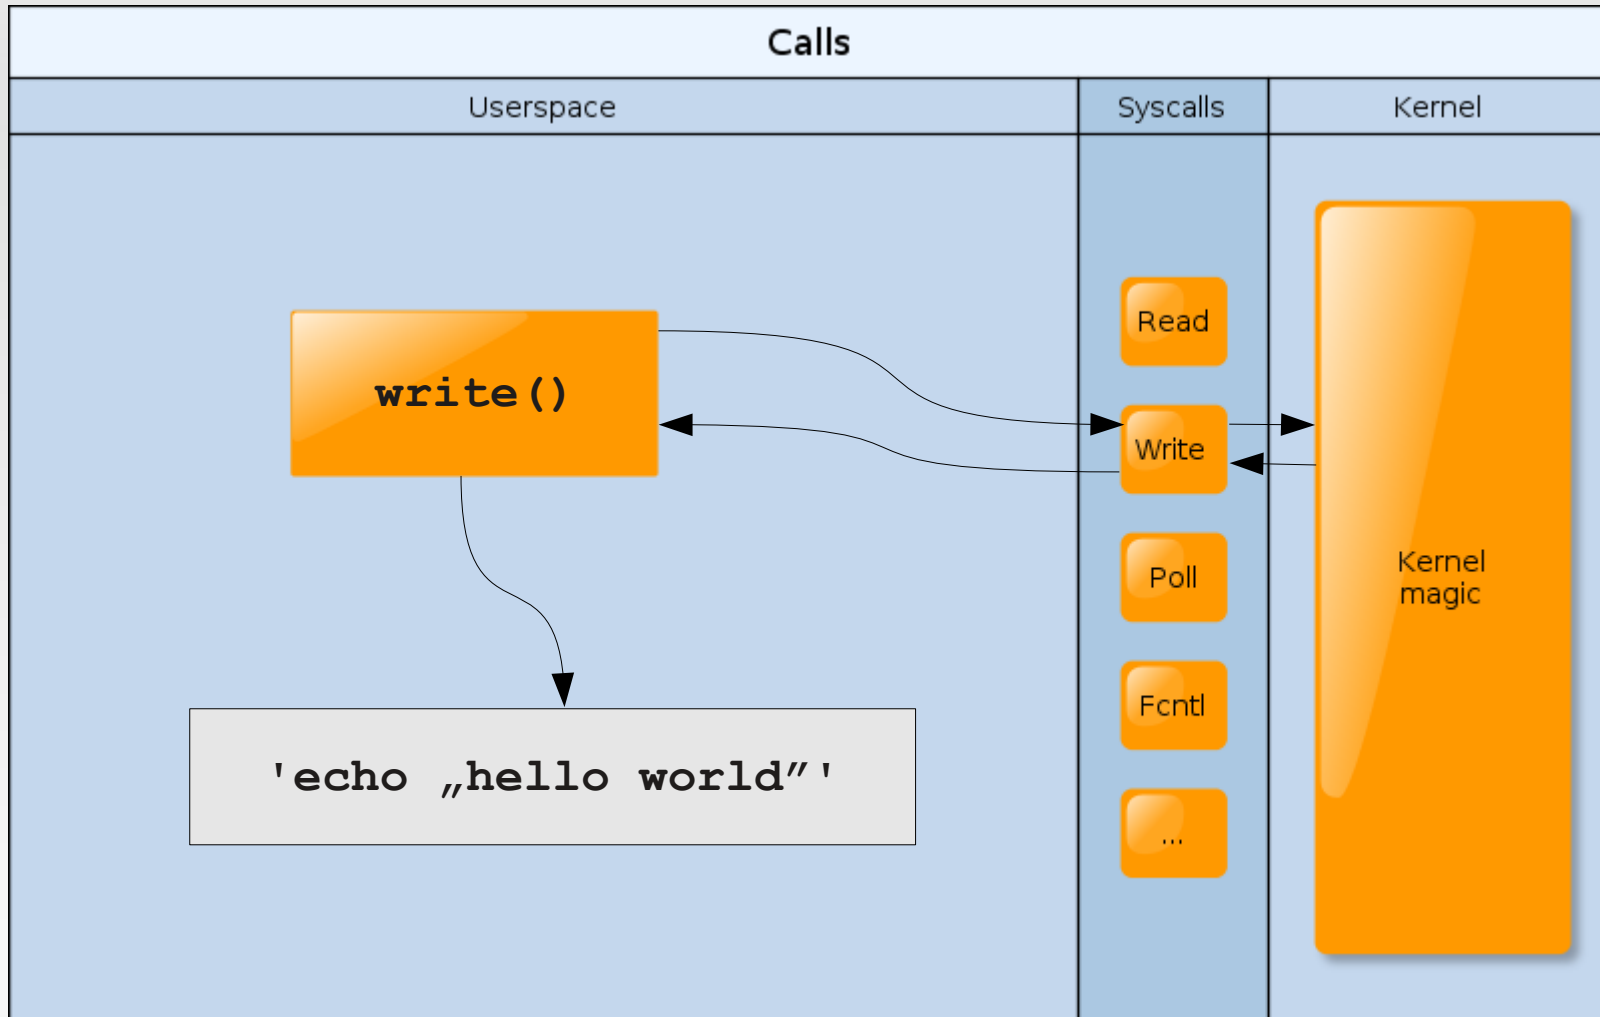 Calls
Userspace
Syscalls
Kernel
write()
'echo „hello world”'
Read
Write
Poll
Fcntl
...
Kernel
magic